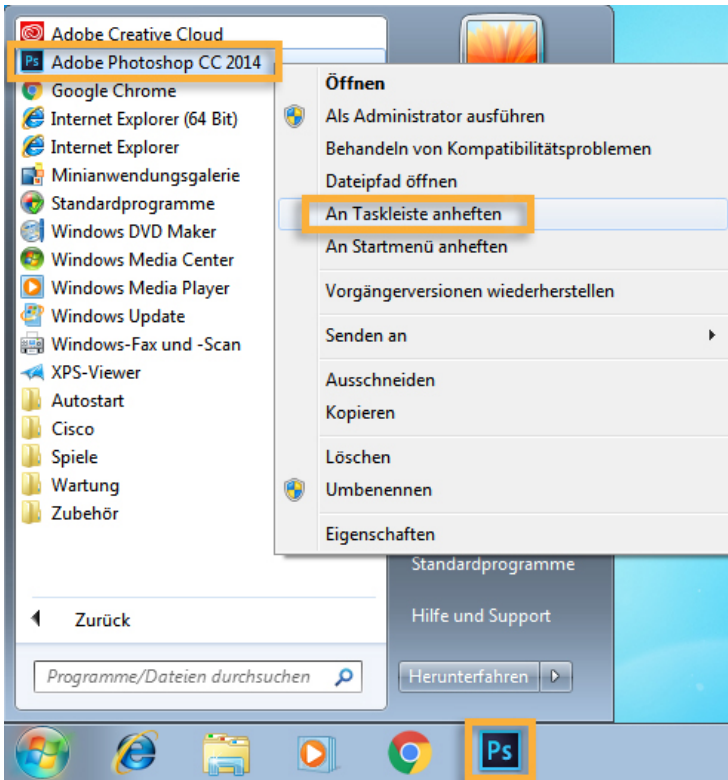 Adobe Creative Cloud
Ps Adobe Photoshop CC 2014
Google Chrome
Internet Explorer (64 Bit)
Internet Explorer
Minianwendungsgalerie
Standardprogramme
Windows DVD Maker
Windows Media Center
Windows Media Player
Windows Update
Windows-Fax und -Scan
XPS-Viewer
Autostart
Cisco
Spiele
Wartung
Zubehör
Zurück
Programme/Dateien durchsuchen
Öffnen
Als Administrator ausführen
Behandeln von Kompatibilitätsproblemen
Dateipfad öffnen
An Taskleiste anheften
An Startmenü anheften
Vorgängerversionen wiederherstellen
Senden an
Ausschneiden
Kopieren
Löschen
Umbenennen
Eigenschaften
Standardprogramme
Hilfe und Support
Herunterfahren
Ps